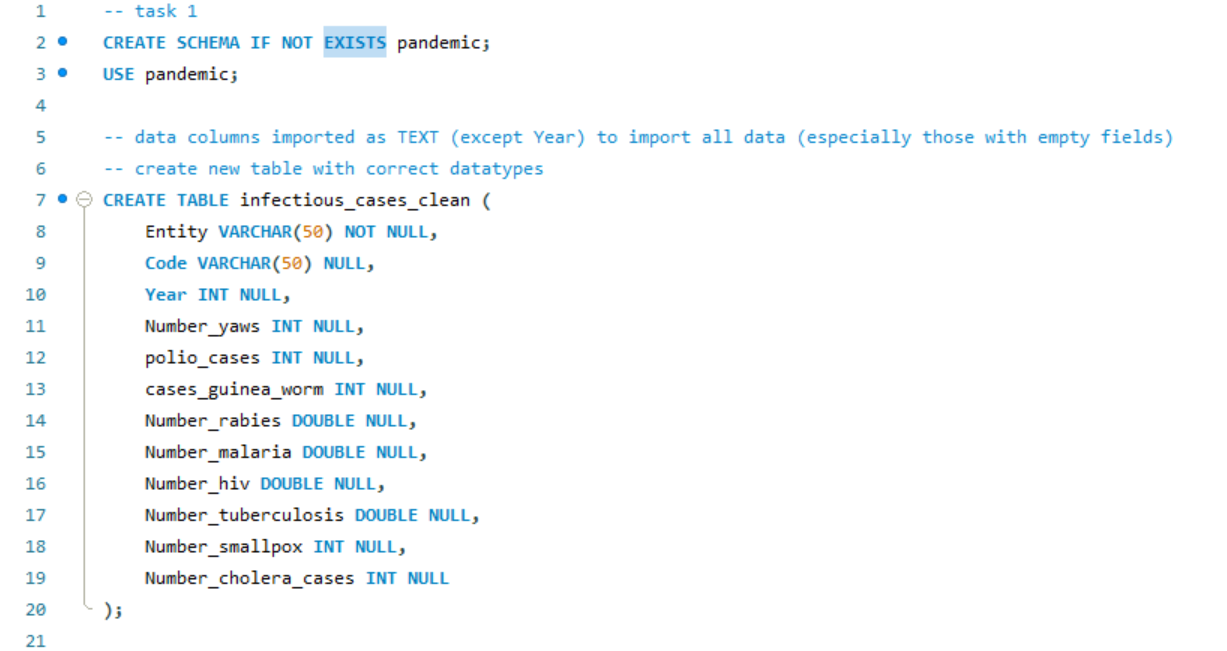 1 -- task 1
2 CREATE SCHEMA IF NOT EXISTS pandemic;
3 USE pandemic;
4
5 -- data columns imported as TEXT (except Year) to import all data (especially those with empty fields)
6 -- create new table with correct datatypes
7 CREATE TABLE infectious_cases_clean (
8 Entity VARCHAR(50) NOT NULL,
9 Code VARCHAR(50) NULL,
10 Year INT NULL,
11 Number_yaws INT NULL,
12 polio_cases INT NULL,
13 cases_guinea_worm INT NULL,
14 Number_rabies DOUBLE NULL,
15 Number_malaria DOUBLE NULL,
16 Number_hiv DOUBLE NULL,
17 Number_tuberculosis DOUBLE NULL,
18 Number_smallpox INT NULL,
19 Number_cholera_cases INT NULL
20 );
21